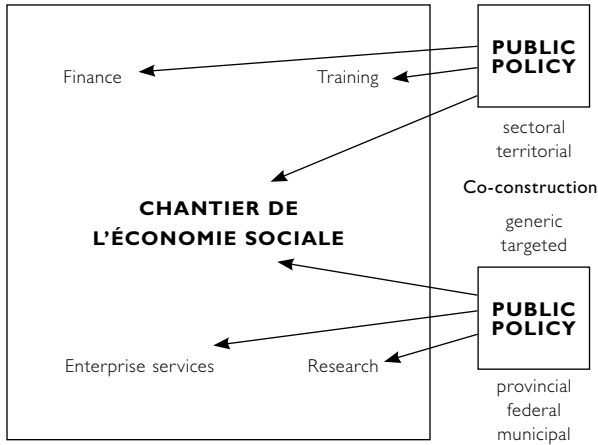 Finance
Training
CHANTIER DE
L'ÉCONOMIE SOCIALE
Enterprise services
Research
PUBLIC
POLICY
sectoral
territorial
Co-construction
generic
targeted
PUBLIC
POLICY
provincial
federal
municipal